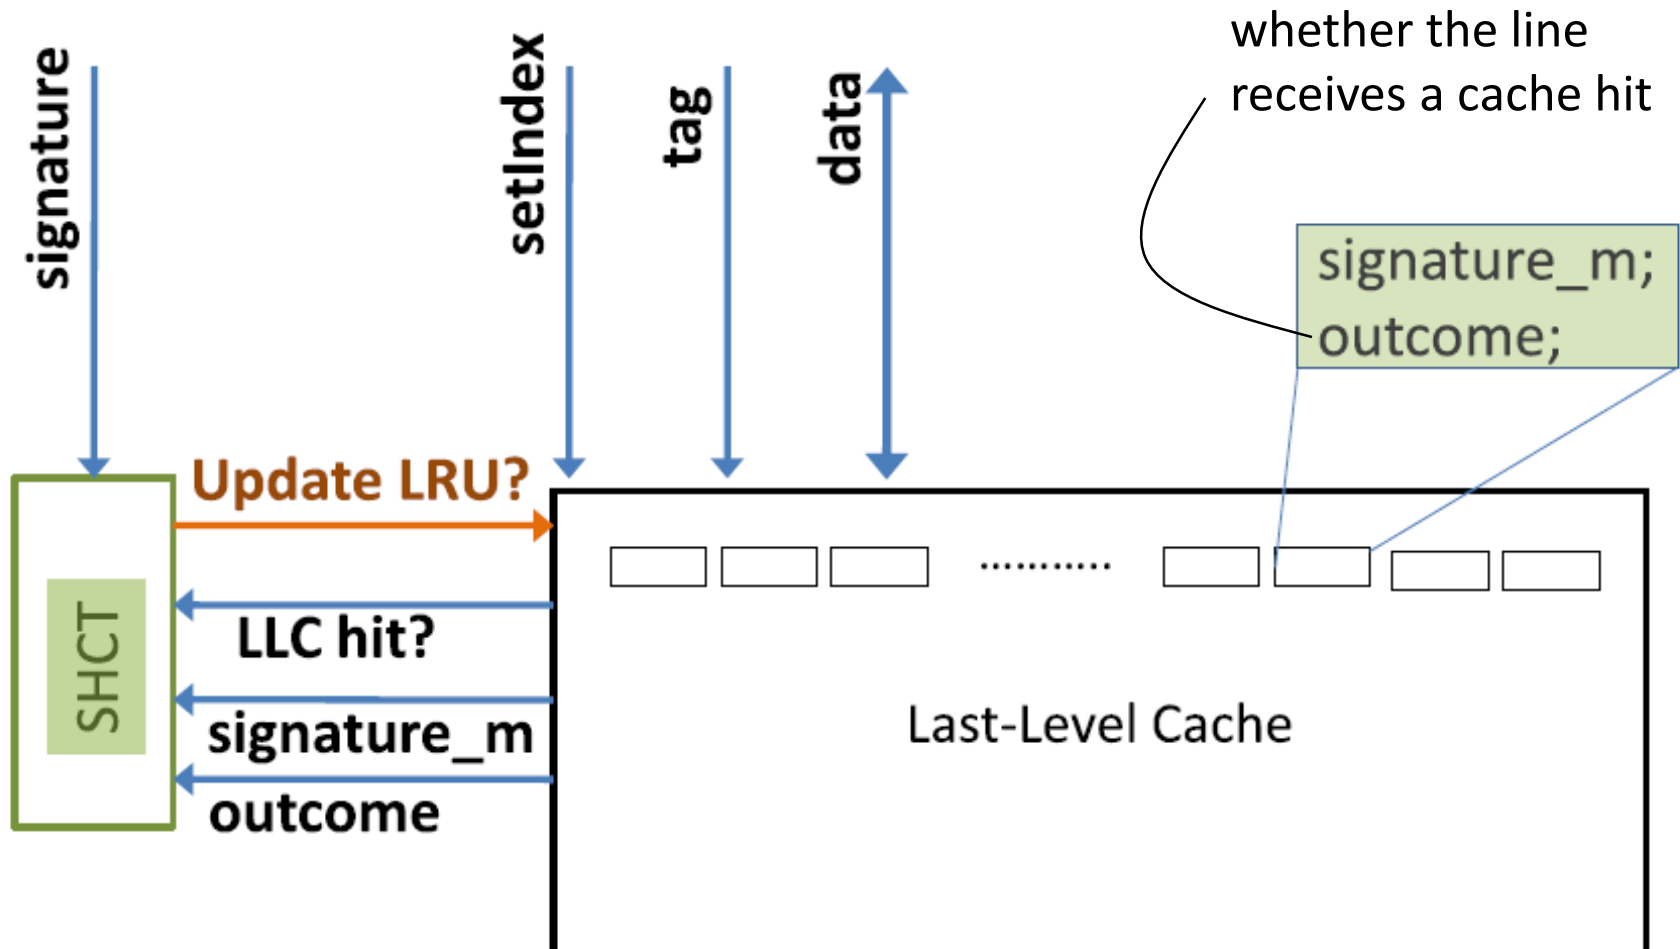 whether the line
receives a cache hit
signature
setIndex
tag
data
signature_m;
outcome;
Update LRU?
SHCT
LLC hit?
signature_m
outcome
...........
Last-Level Cache